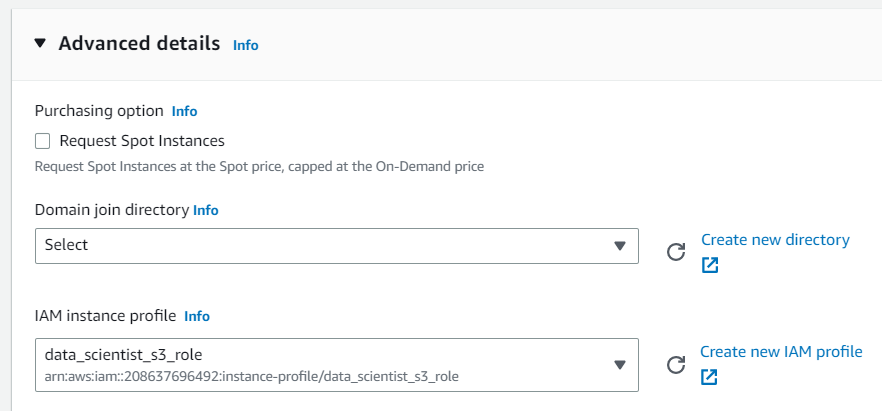 Advanced details Info
Purchasing option Info
Request Spot Instances
Request Spot Instances at the Spot price, capped at the On-Demand price
Domain join directory Info
Select
Create new directory
IAM instance profile Info
data_scientist_s3_role
arn:aws:iam::208637696492:instance-profile/data_scientist_s3_role
Create new IAM profile